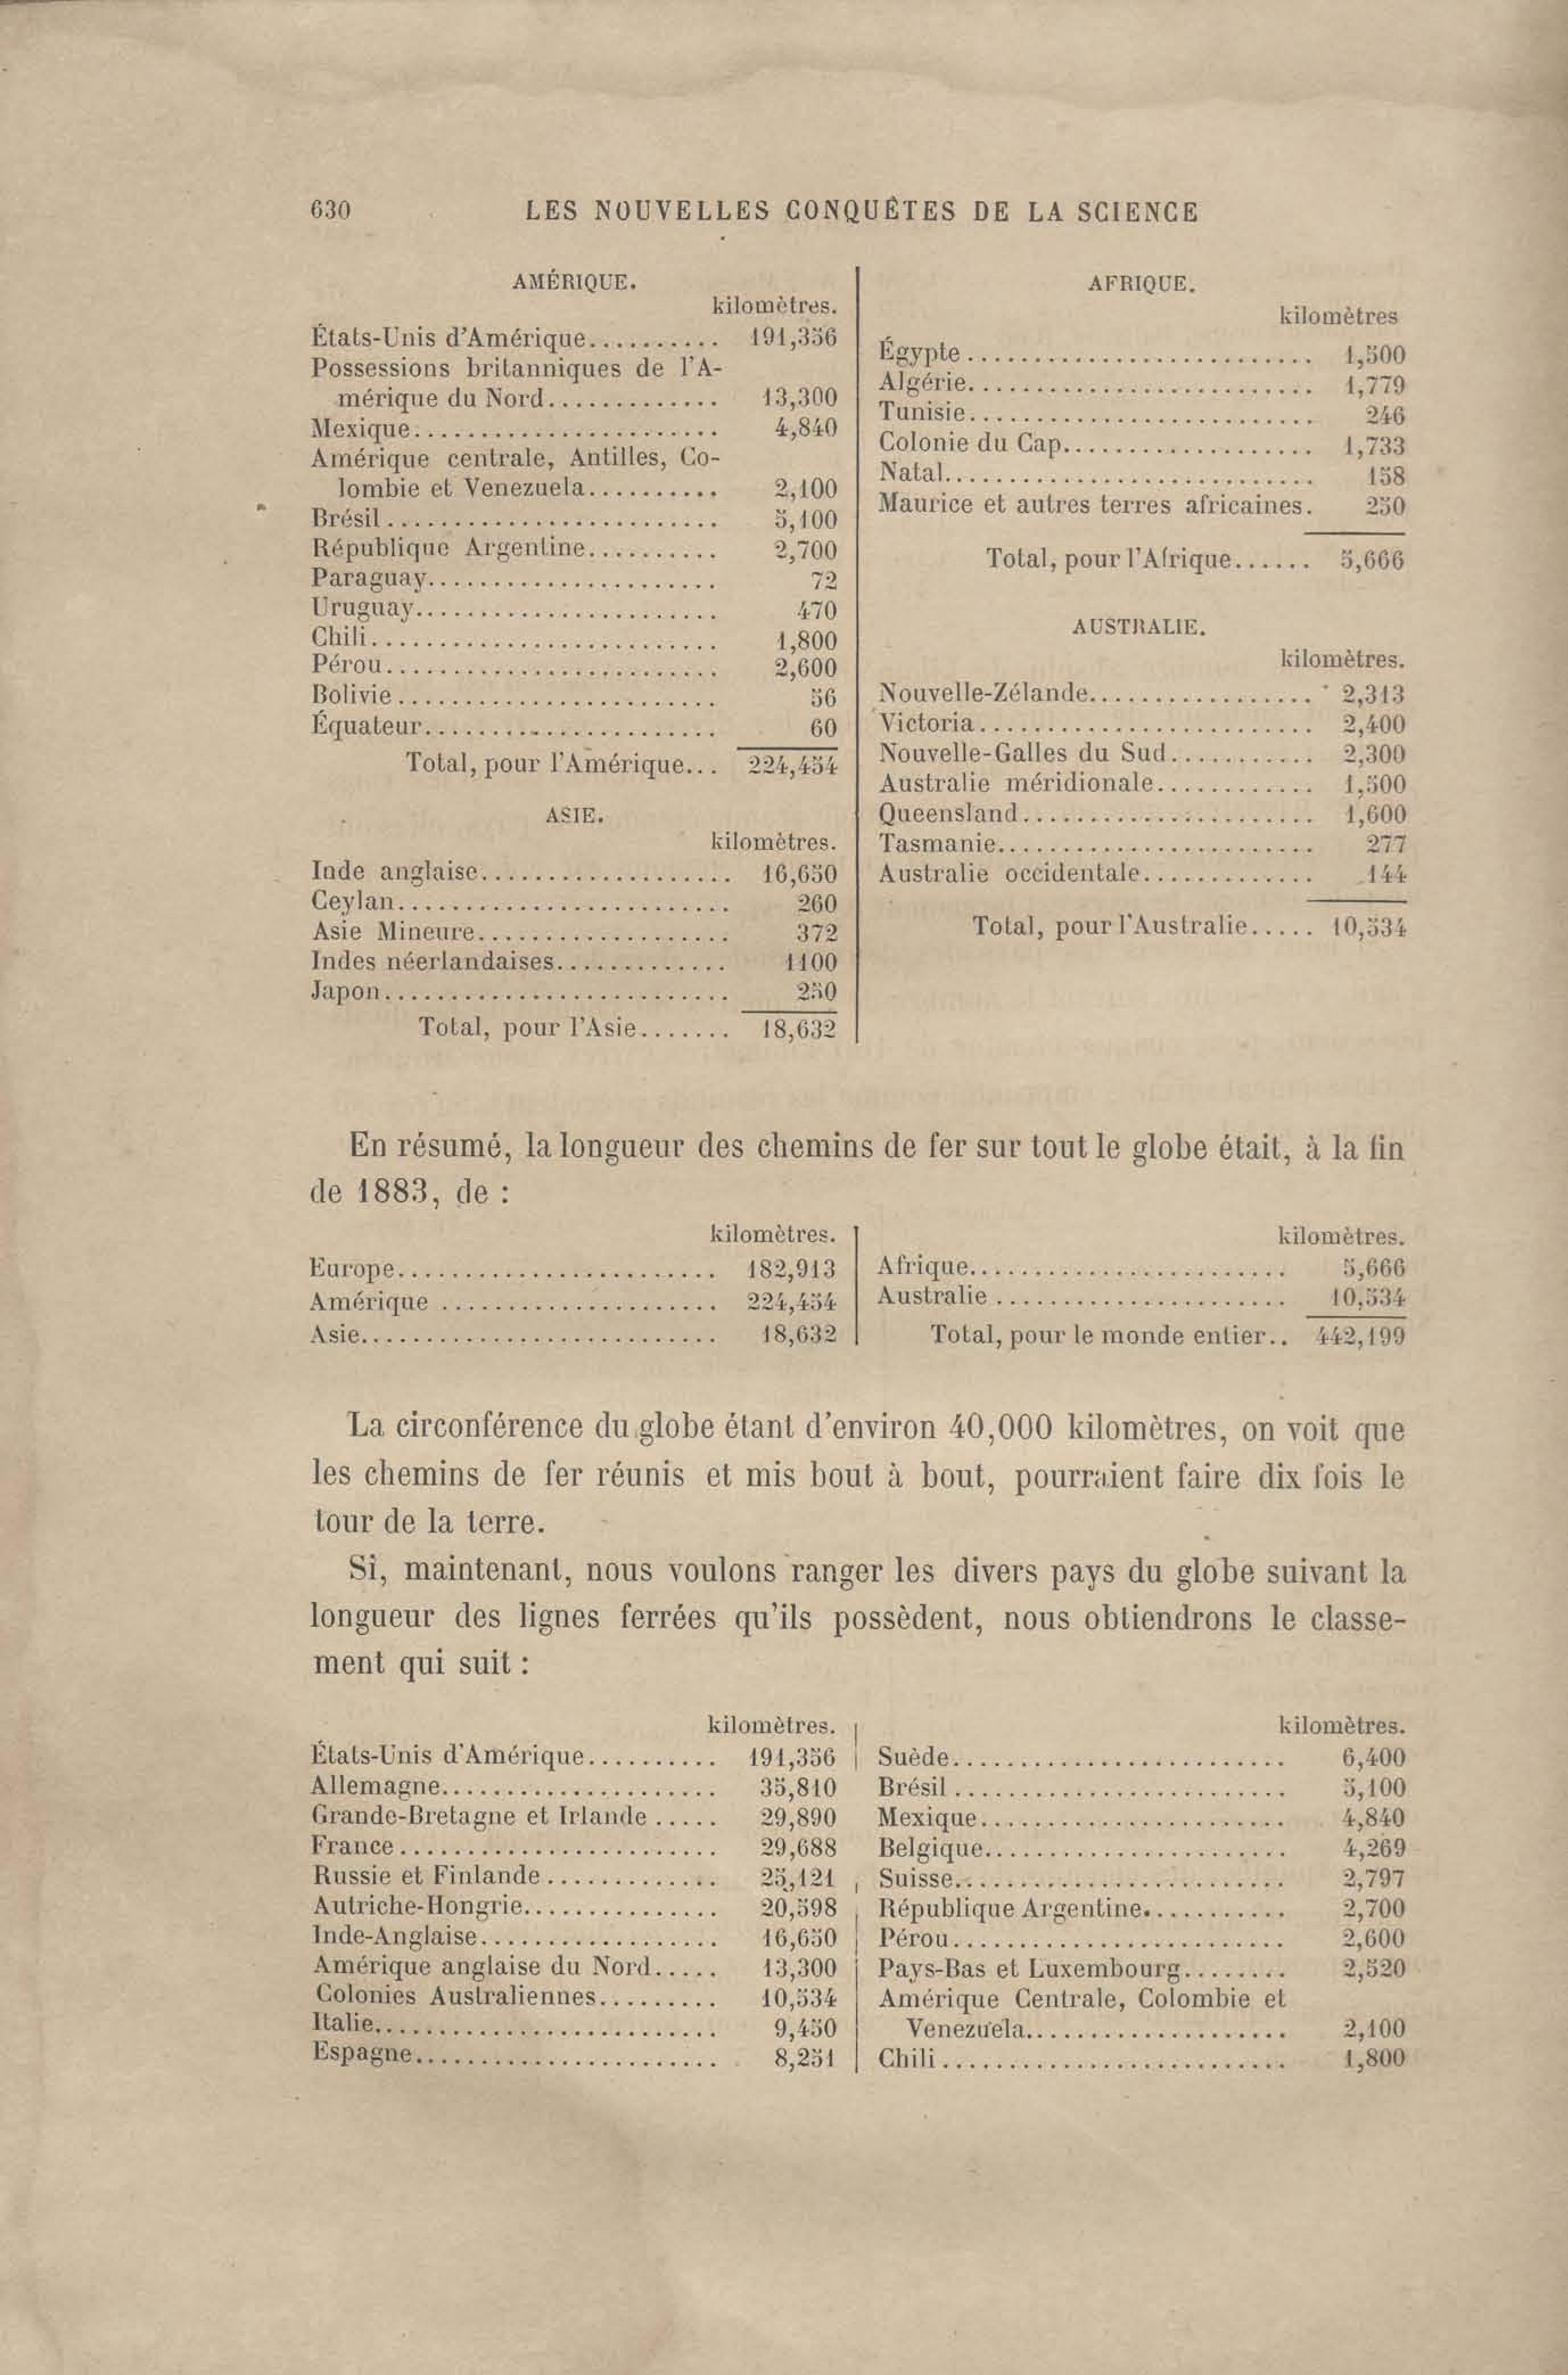 630 LES NOUVELLES CONQUÊTES DE LA SCIENCE
AMÉRIQUE.
kilomètres.
États-Unis d'Amérique.......... 191,356
Possessions britanniques de l'A-
mérique du Nord............. 13,300
Mexique....................... 4,840
Amérique centrale, Antilles, Co-
lombie et Venezuela.......... 2,100
Brésil......................... 5,100
République Argentine.......... 2,700
Paraguay...................... 72
Uruguay....................... 470
Chili.......................... 1,800
Pérou......................... 2,600
Bolivie........................ 56
Équateur...................... 60
Total, pour l'Amérique... 224,454
ASIE.
kilomètres.
Inde anglaise................... 16,650
Ceylan......................... 260
Asie Mineure................... 372
Indes néerlandaises............. 1100
Japon.......................... 250
Total, pour l'Asie....... 18,632
AFRIQUE.
kilomètres
Égypte.......................... 1,500
Algérie.......................... 1,779
Tunisie.......................... 246
Colonie du Cap................... 1,733
Natal............................ 158
Maurice et autres terres africaines. 250
Total, pour l'Afrique...... 5,666
AUSTRALIE.
kilomètres.
Nouvelle-Zélande................. 2,313
Victoria......................... 2,400
Nouvelle-Galles du Sud........... 2,300
Australie méridionale............ 1,500
Queensland...................... 1,600
Tasmanie........................ 277
Australie occidentale............. 144
Total, pour l'Australie..... 10,534
En résumé, la longueur des chemins de fer sur tout le globe était, à la fin
de 1883, de :
kilomètres.
Europe........................ 182,913
Amérique ..................... 224,454
Asie........................... 18,632
kilomètres.
Afrique........................ 5,666
Australie ...................... 10,534
Total, pour le monde entier.. 442,199
La circonférence du globe étant d'environ 40,000 kilomètres, on voit que
les chemins de fer réunis et mis bout à bout, pourraient faire dix fois le
tour de la terre.
Si, maintenant, nous voulons ranger les divers pays du globe suivant la
longueur des lignes ferrées qu'ils possèdent, nous obtiendrons le classe-
ment qui suit :
kilomètres.
États-Unis d'Amérique.......... 191,356
Allemagne..................... 35,810
Grande-Bretagne et Irlande ..... 29,890
France........................ 29,688
Russie et Finlande ............. 25,121
Autriche-Hongrie............... 20,598
Inde-Anglaise.................. 16,650
Amérique anglaise du Nord..... 13,300
Colonies Australiennes......... 10,534
Italie.......................... 9,450
Espagne....................... 8,251
kilomètres.
Suède......................... 6,400
Brésil ......................... 5,100
Mexique....................... 4,840
Belgique....................... 4,269
Suisse......................... 2,797
République Argentine........... 2,700
Pérou......................... 2,600
Pays-Bas et Luxembourg........ 2,520
Amérique Centrale, Colombie et
Venezuela.................... 2,100
Chili.......................... 1,800